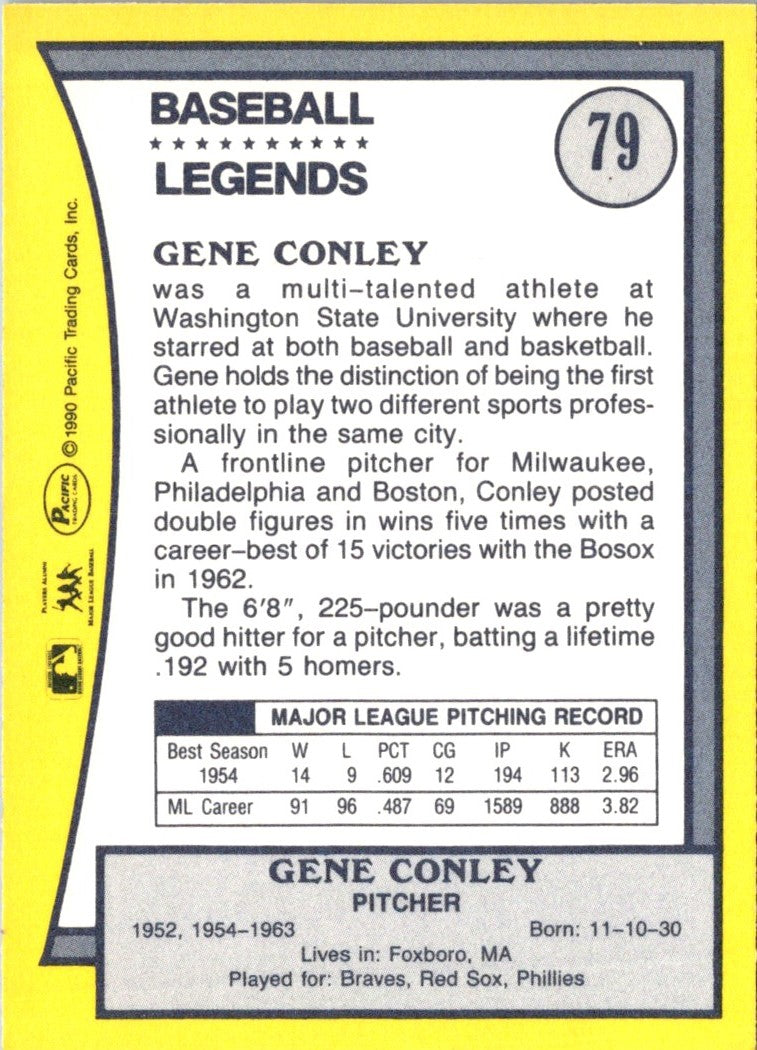 BASEBALL
LEGENDS
79
GENE CONLEY
was a multi-talented athlete at
Washington State University where he
starred at both baseball and basketball.
Gene holds the distinction of being the first
athlete to play two different sports profes-
sionally in the same city.
A frontline pitcher for Milwaukee,
Philadelphia and Boston, Conley posted
double figures in wins five times with a
career-best of 15 victories with the Bosox
in 1962.
The 6'8", 225-pounder was a pretty
good hitter for a pitcher, batting a lifetime
.192 with 5 homers.
MAJOR LEAGUE PITCHING RECORD
Best Season W L PCT CG IP K ERA
1954 14 9 .609 12 194 113 2.96
ML Career 91 96 .487 69 1589 888 3.82
GENE CONLEY
PITCHER
1952, 1954-1963 Born: 11-10-30
Lives in: Foxboro, MA
Played for: Braves, Red Sox, Phillies
©1990 Pacific Trading Cards, Inc.
PACIFIC
TRADING CARDS
PLAYERS ALUMNI
MAJOR LEAGUE BASEBALL